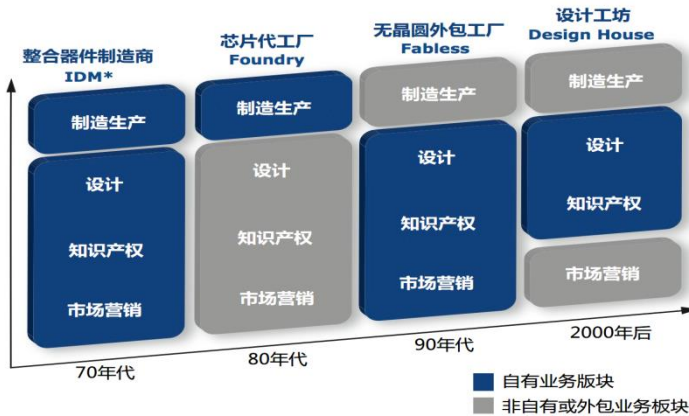 整合器件制造商
IDM*
芯片代工厂
Foundry
无晶圆外包工厂
Fabless
设计工坊
Design House
制造生产
设计
知识产权
市场营销
制造生产
设计
知识产权
市场营销
制造生产
设计
知识产权
市场营销
制造生产
设计
知识产权
市场营销
70年代
80年代
90年代
2000年后
自有业务版块
非自有或外包业务板块